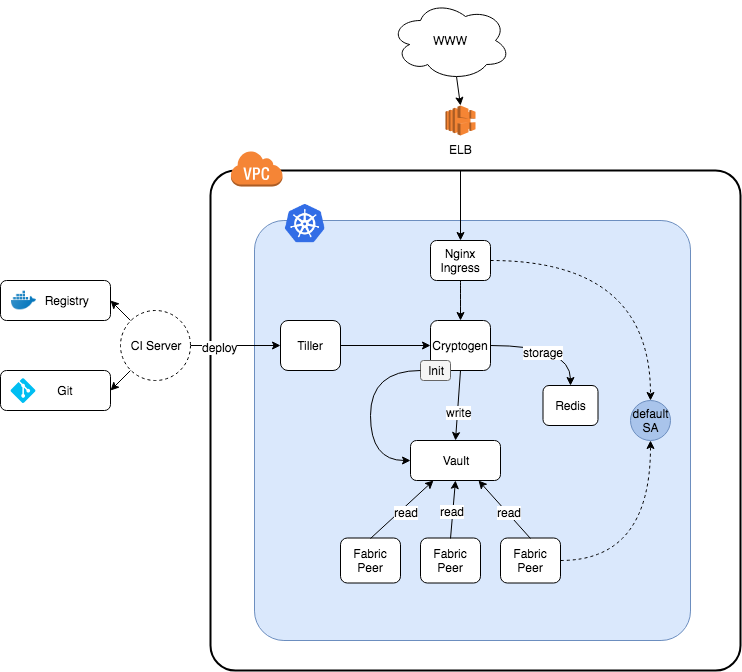 WWW
ELB
VPC
Nginx
Ingress
Registry
CI Server
deploy
Tiller
Cryptogen
storage
Init
Git
Redis
default
SA
write
Vault
read
read
read
Fabric
Peer
Fabric
Peer
Fabric
Peer